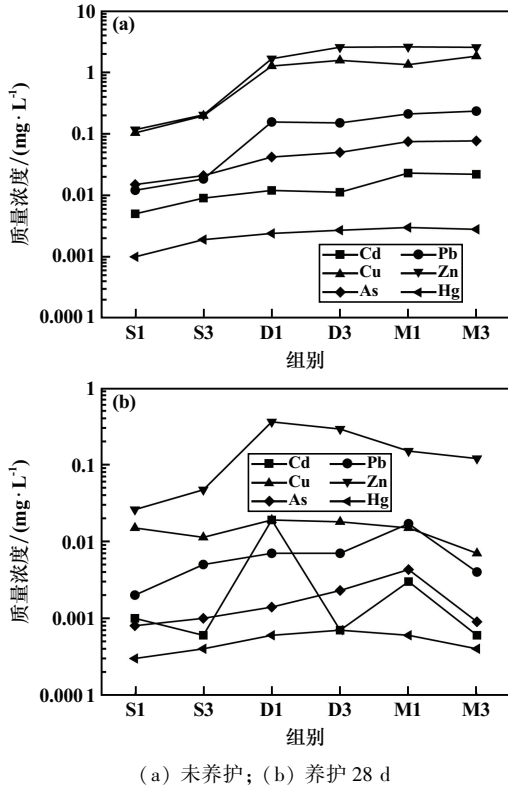 (a)
10
1
0.1
0.01
0.001
0.000 1
质量浓度/(mg·L⁻¹)
Cd Pb
Cu Zn
As Hg
S1 S3 D1 D3 M1 M3
组别
(b)
1
0.1
0.01
0.001
0.000 1
质量浓度/(mg·L⁻¹)
Cd Pb
Cu Zn
As Hg
S1 S3 D1 D3 M1 M3
组别
(a) 未养护；(b) 养护 28 d